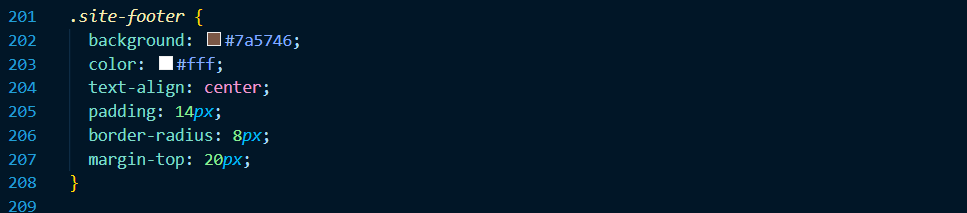 201 .site-footer {
202 background: #7a5746;
203 color: #fff;
204 text-align: center;
205 padding: 14px;
206 border-radius: 8px;
207 margin-top: 20px;
208 }
209